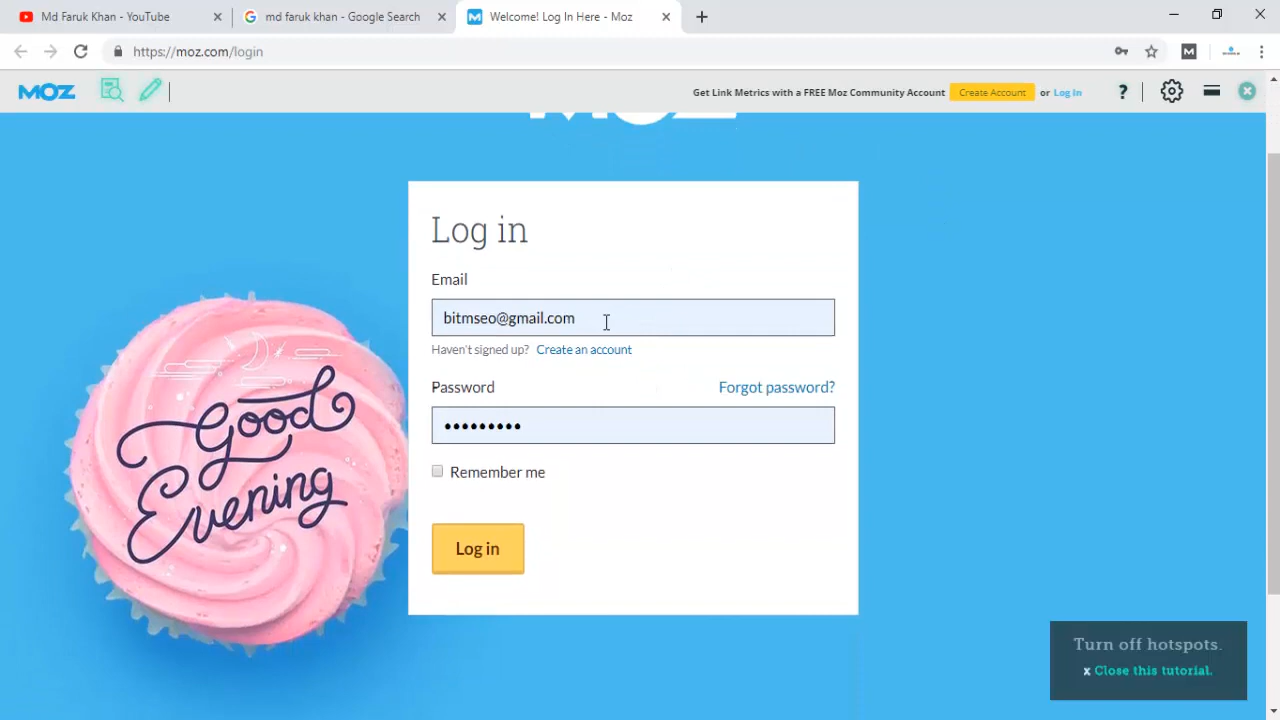 Md Faruk Khan - YouTube
md faruk khan - Google Search
Welcome! Log In Here - Moz
https://moz.com/login
MOZ
Get Link Metrics with a FREE Moz Community Account Create Account or Log In
MOZ
Log in
Email
bitmseo@gmail.com
Haven't signed up? Create an account
Password Forgot password?
•••••••••
Remember me
Log in
Good
Evening
Turn off hotspots.
x Close this tutorial.